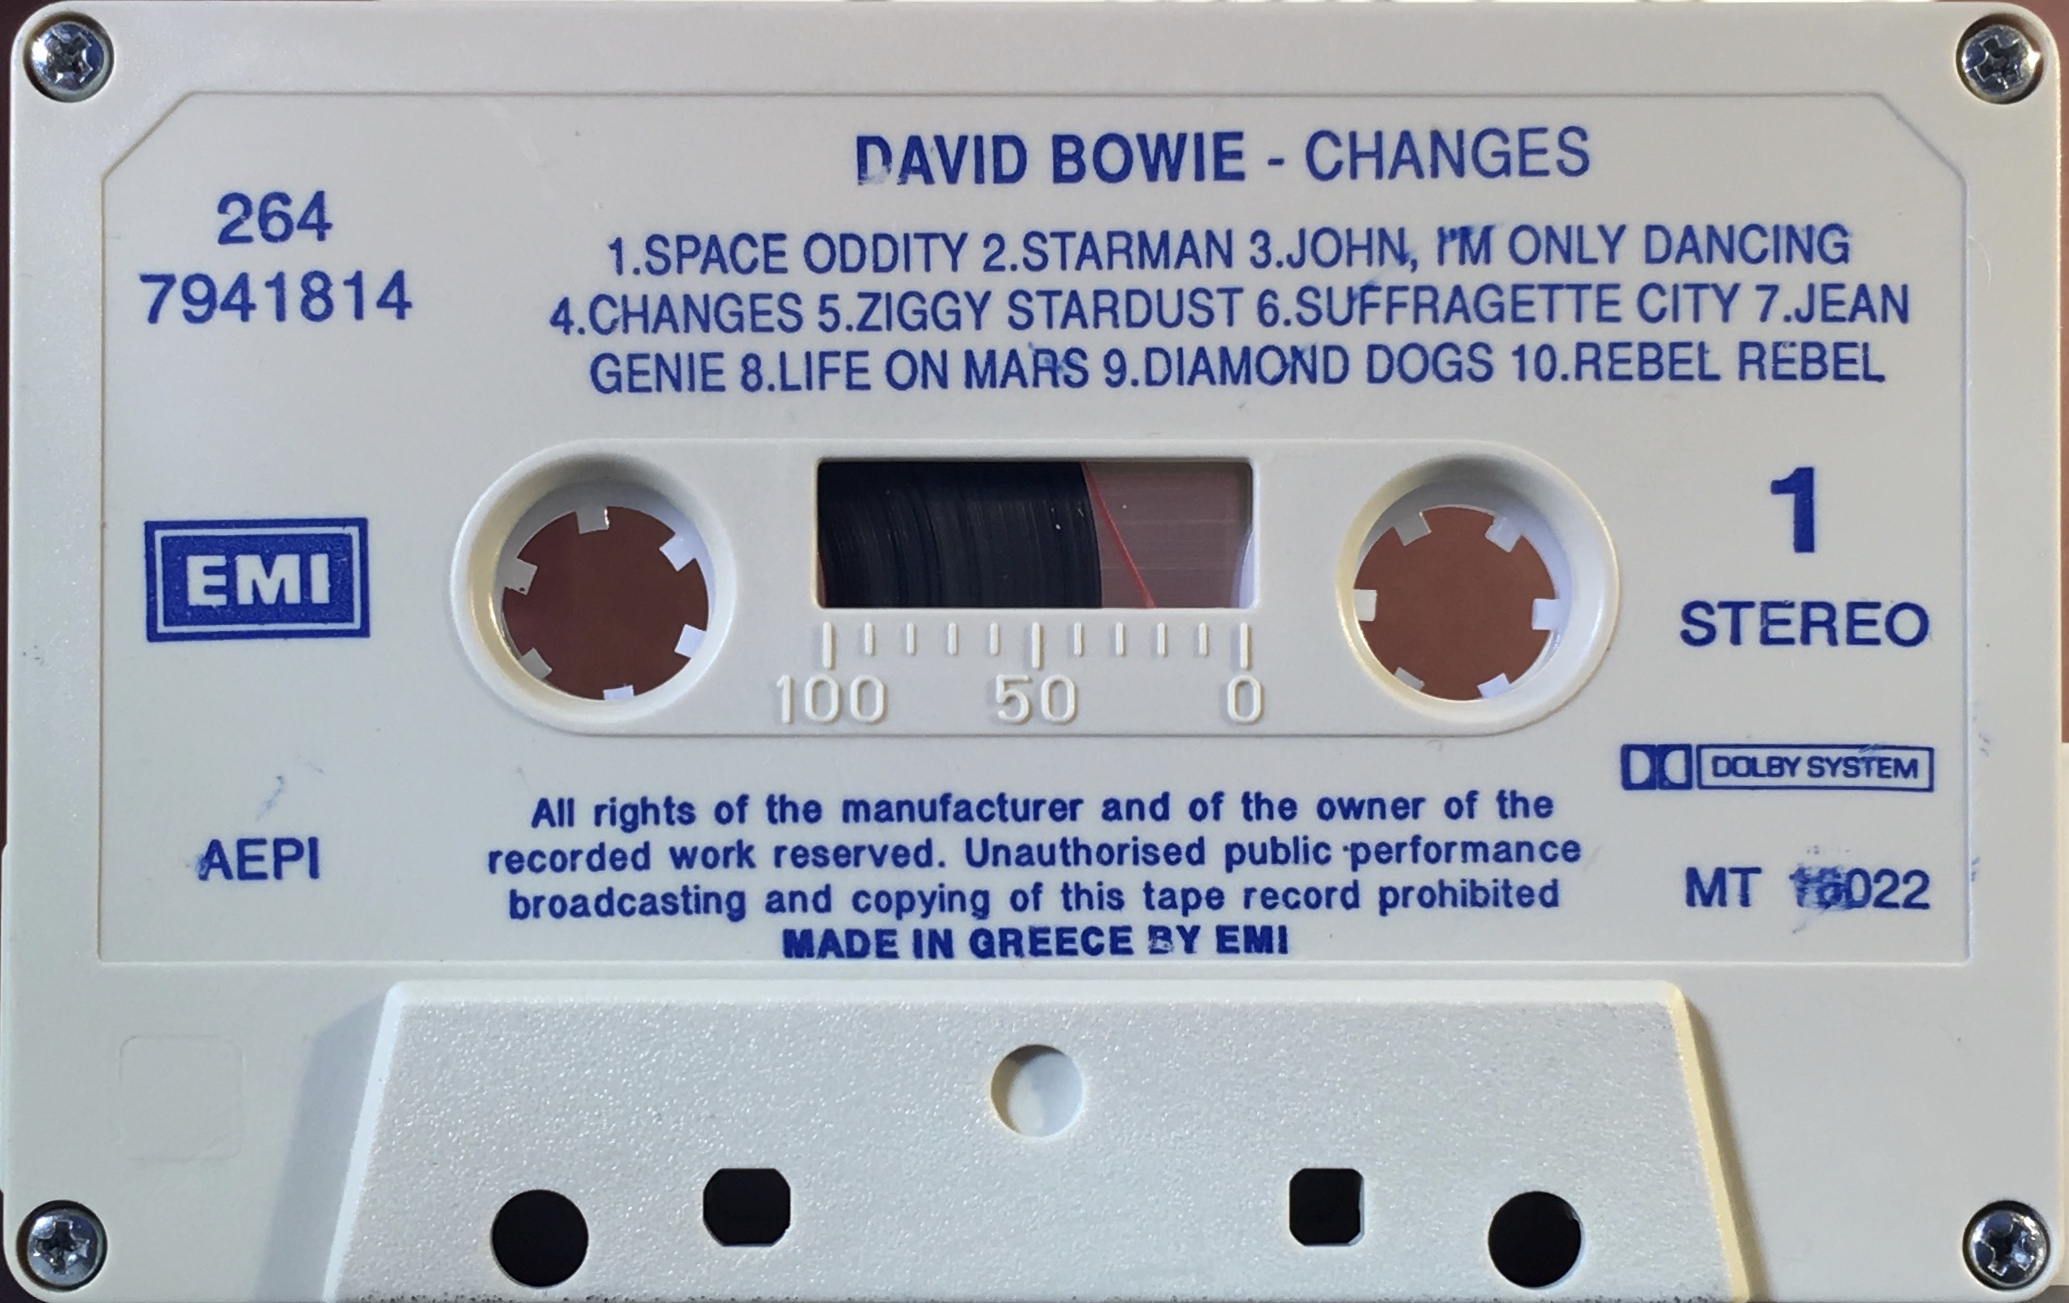 DAVID BOWIE - CHANGES
264
7941814
1.SPACE ODDITY 2.STARMAN 3.JOHN, I'M ONLY DANCING
4.CHANGES 5.ZIGGY STARDUST 6.SUFFRAGETTE CITY 7.JEAN
GENIE 8.LIFE ON MARS 9.DIAMOND DOGS 10.REBEL REBEL
EMI
1
STEREO
100 50 0
DOLBY SYSTEM
All rights of the manufacturer and of the owner of the
recorded work reserved. Unauthorised public performance
broadcasting and copying of this tape record prohibited
MADE IN GREECE BY EMI
AEPI
MT